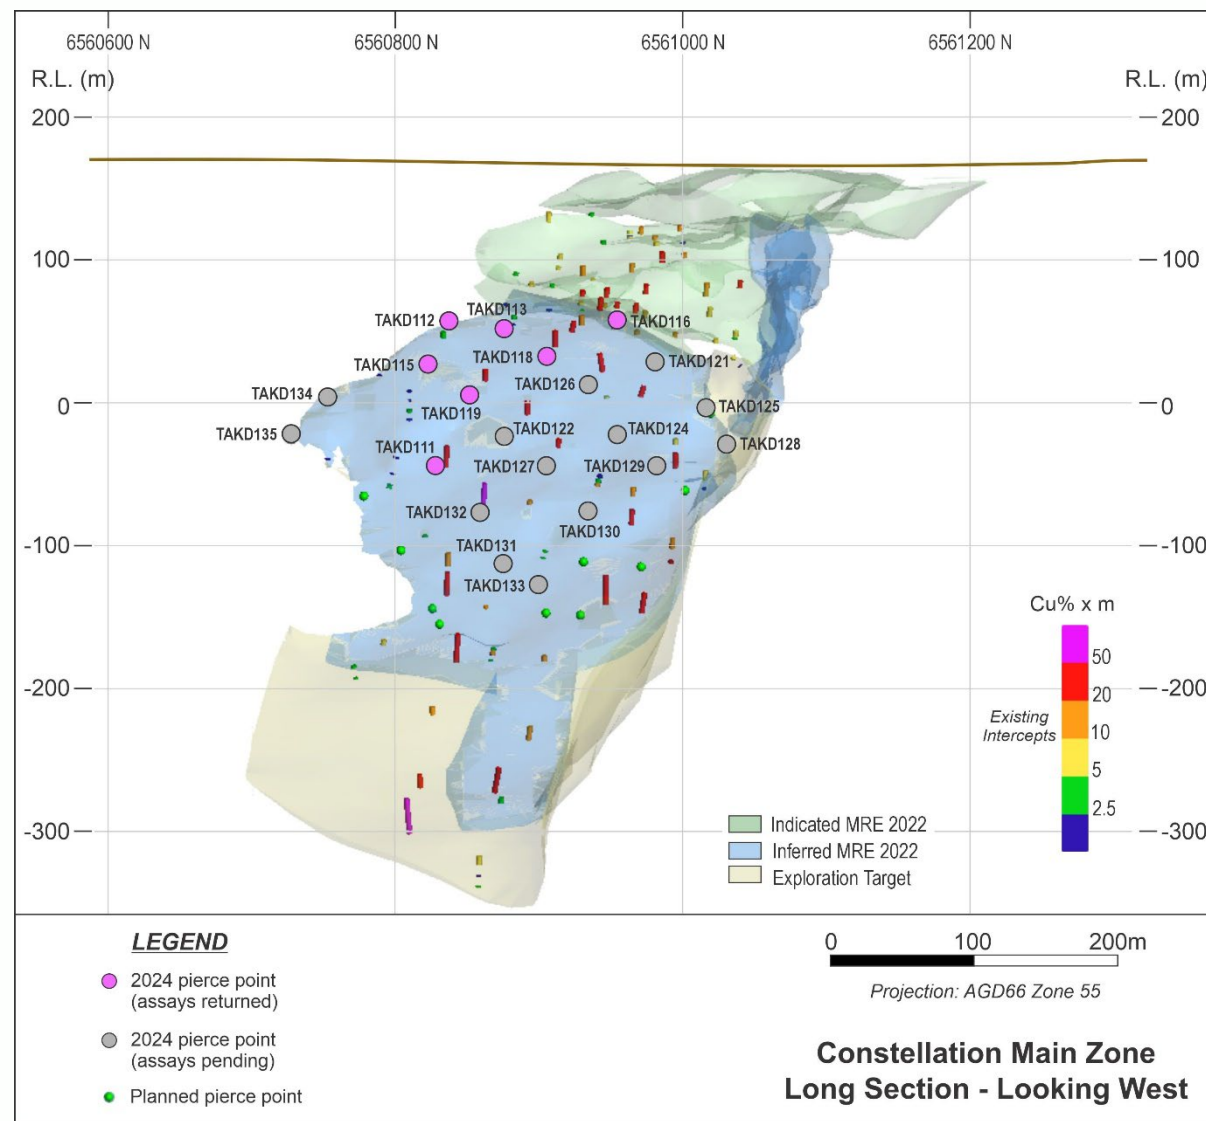 6560600 N
6560800 N
6561000 N
6561200 N
R.L. (m)
R.L. (m)
200
200
100
100
0
0
-100
-100
-200
-200
-300
-300
TAKD112
TAKD113
TAKD116
TAKD115
TAKD118
TAKD121
TAKD134
TAKD126
TAKD119
TAKD125
TAKD135
TAKD122
TAKD124
TAKD128
TAKD111
TAKD127
TAKD129
TAKD132
TAKD130
TAKD131
TAKD133
Cu% x m
50
20
Existing
Intercepts
10
5
2.5
Indicated MRE 2022
Inferred MRE 2022
Exploration Target
LEGEND
2024 pierce point
(assays returned)
2024 pierce point
(assays pending)
Planned pierce point
0
100
200m
Projection: AGD66 Zone 55
Constellation Main Zone
Long Section - Looking West